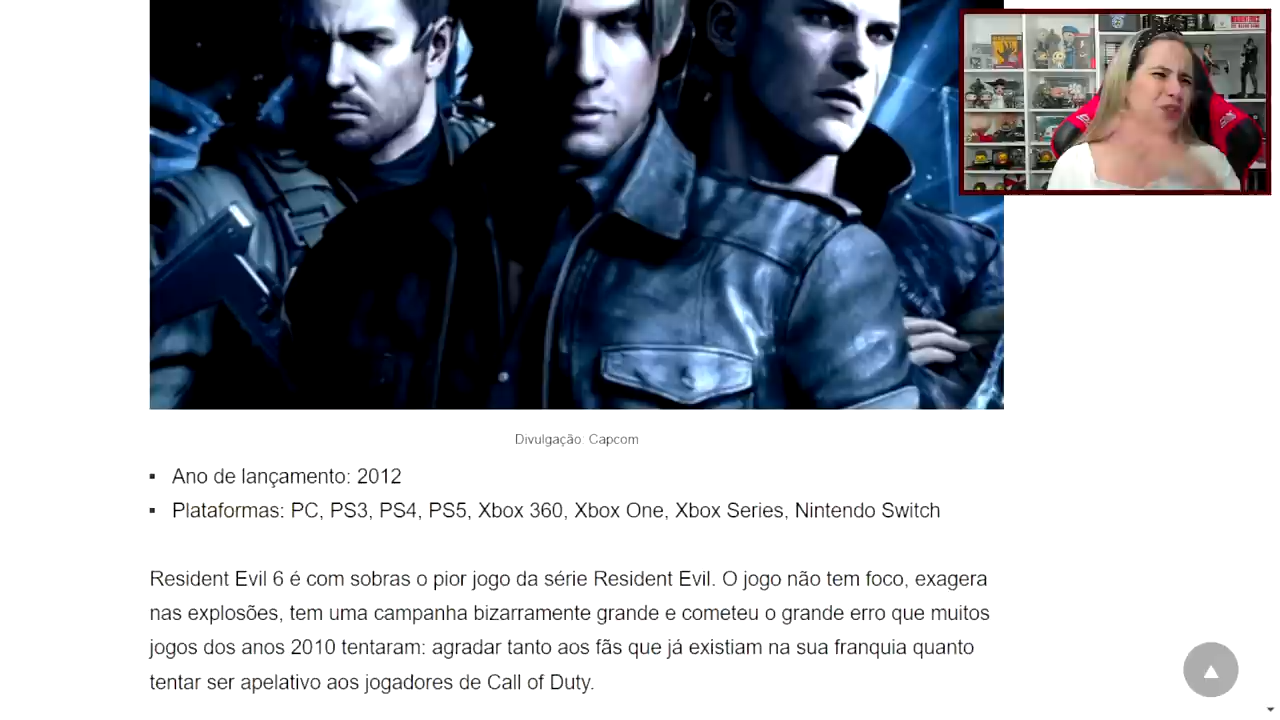 Divulgação: Capcom
Ano de lançamento: 2012
Plataformas: PC, PS3, PS4, PS5, Xbox 360, Xbox One, Xbox Series, Nintendo Switch
Resident Evil 6 é com sobras o pior jogo da série Resident Evil. O jogo não tem foco, exagera
nas explosões, tem uma campanha bizarramente grande e cometeu o grande erro que muitos
jogos dos anos 2010 tentaram: agradar tanto aos fãs que já existiam na sua franquia quanto
tentar ser apelativo aos jogadores de Call of Duty.